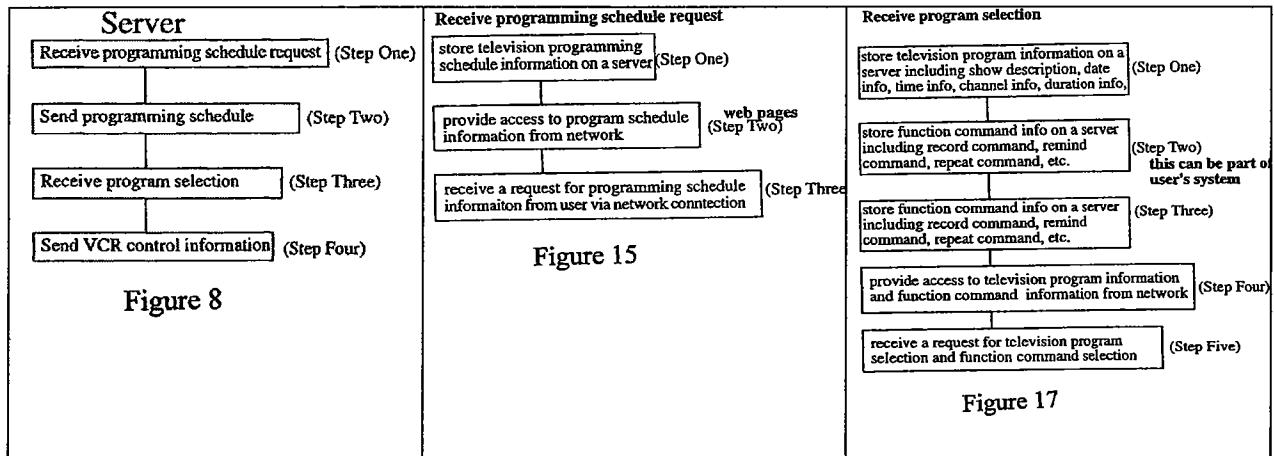 Server
Receive programming schedule request (Step One)
Send programming schedule (Step Two)
Receive program selection (Step Three)
Send VCR control information (Step Four)
Figure 8
Receive programming schedule request
store television programming
schedule information on a server (Step One)
provide access to program schedule
information from network
web pages
(Step Two)
receive a request for programming schedule
informaiton from user via network conntection
(Step Three
Figure 15
Receive program selection
store television program information on a
server including show description, date
info, time info, channel info, duration info,
(Step One)
store function command info on a server
including record command, remind
command, repeat command, etc.
(Step Two)
this can be part of
user's system
store function command info on a server
including record command, remind
command, repeat command, etc.
(Step Three)
provide access to television program information
and function command information from network
(Step Four)
receive a request for television program
selection and function command selection
(Step Five)
Figure 17